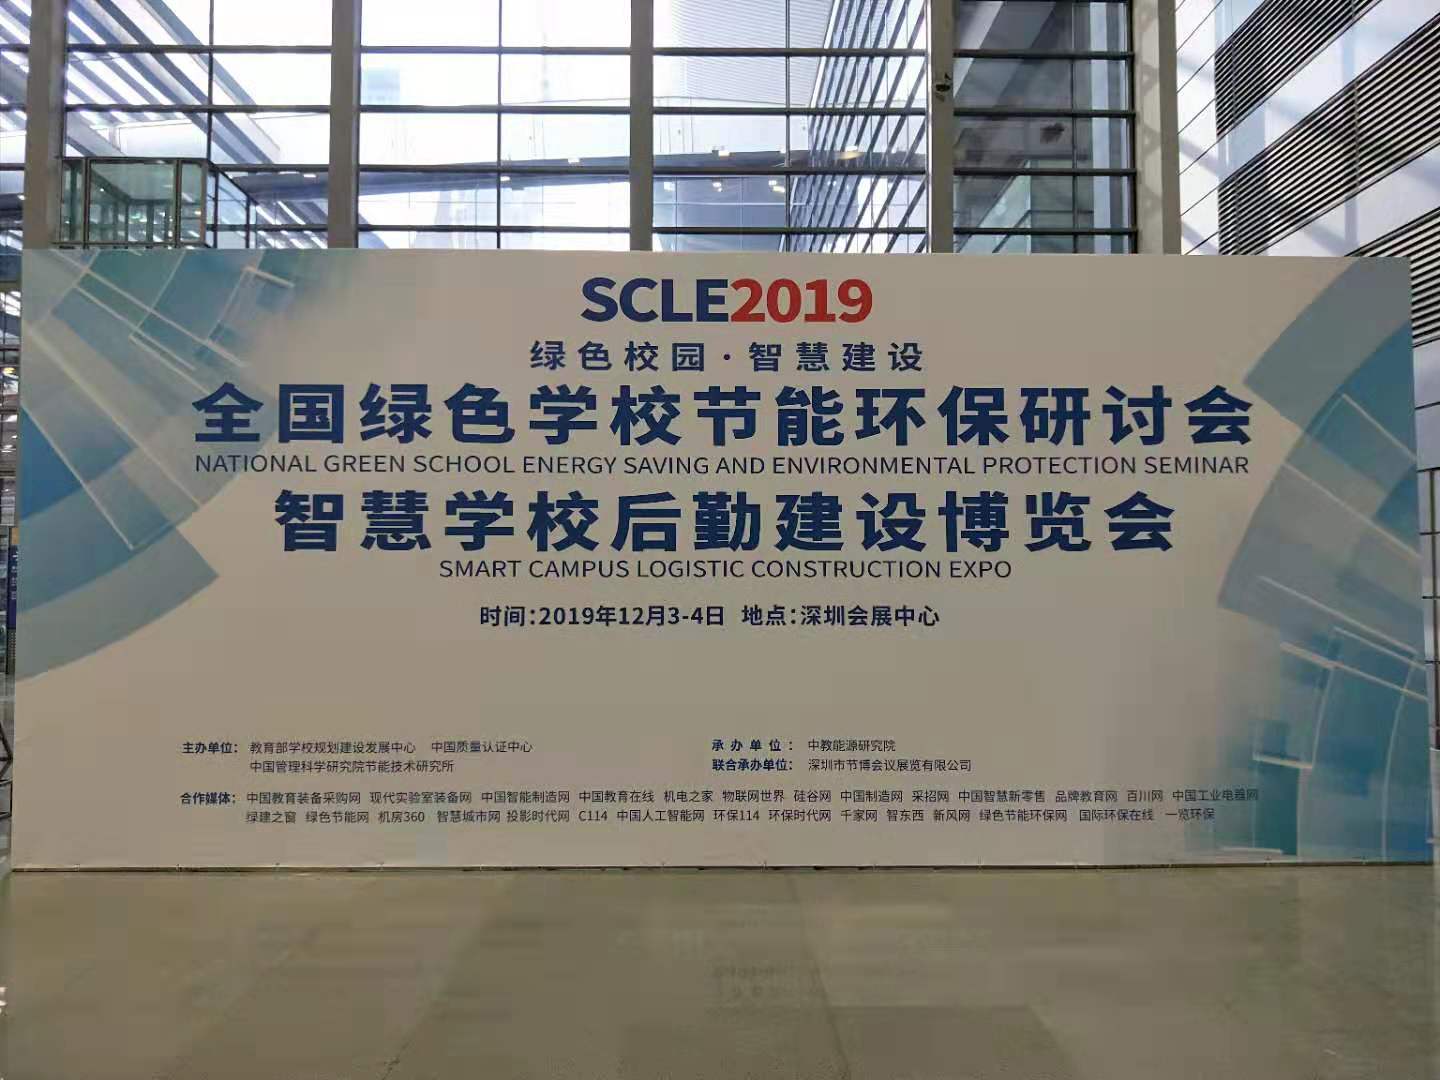 SCLE2019
绿色校园·智慧建设
全国绿色学校节能环保研讨会
NATIONAL GREEN SCHOOL ENERGY SAVING AND ENVIRONMENTAL PROTECTION SEMINAR
智慧学校后勤建设博览会
SMART CAMPUS LOGISTIC CONSTRUCTION EXPO
时间:2019年12月3-4日 地点:深圳会展中心
主办单位: 教育部学校规划建设发展中心 中国质量认证中心
中国管理科学研究院节能技术研究所
承办单位: 中教能源研究院
联合承办单位: 深圳市节博会议展览有限公司
合作媒体: 中国教育装备采购网 现代实验室装备网 中国智能制造网 中国教育在线 机电之家 物联网世界 硅谷网 中国制造网 采招网 中国智慧新零售 品牌教育网 百川网 中国工业电器网
绿建之窗 绿色节能网 机房360 智慧城市网 投影时代网 C114 中国人工智能网 环保114 环保时代网 千家网 智东西 新风网 绿色节能环保网 国际环保在线 一览环保